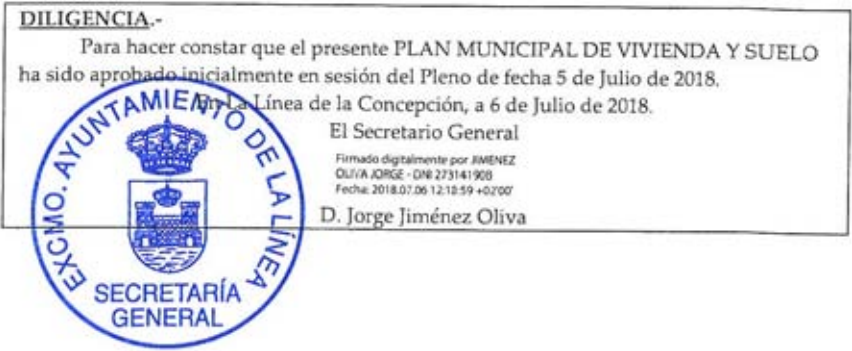 DILIGENCIA.-
Para hacer constar que el presente PLAN MUNICIPAL DE VIVIENDA Y SUELO
ha sido aprobado inicialmente en sesión del Pleno de fecha 5 de Julio de 2018.
En La Línea de la Concepción, a 6 de Julio de 2018.
El Secretario General
Firmado digitalmente por JIMENEZ
OLIVA JORGE - DNI 27314190B
Fecha: 2018.07.06 12:18:59 +02'00'
D. Jorge Jiménez Oliva
EXCMO. AYUNTAMIENTO DE LA LÍNEA
SECRETARÍA
GENERAL